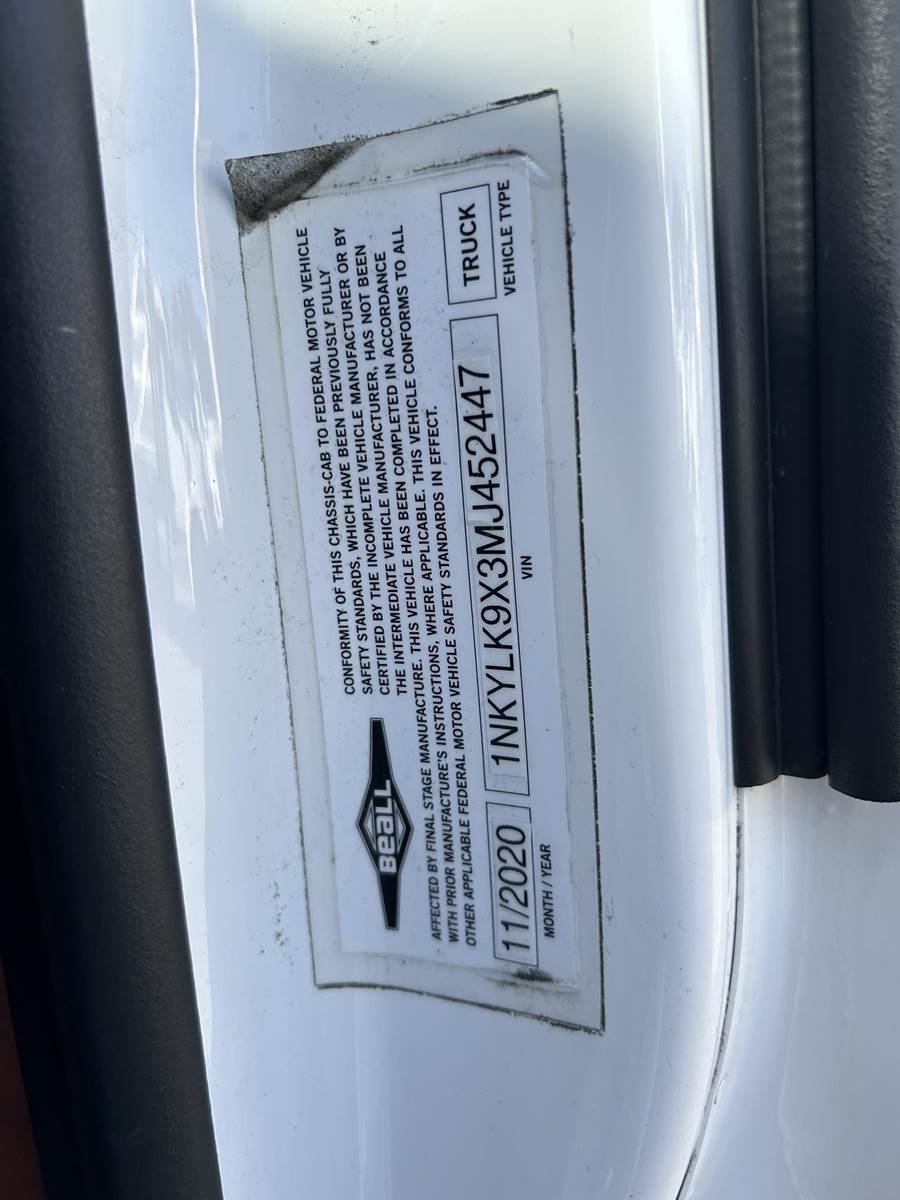 BeaLL
CONFORMITY OF THIS CHASSIS-CAB TO FEDERAL MOTOR VEHICLE
SAFETY STANDARDS, WHICH HAVE BEEN PREVIOUSLY FULLY
CERTIFIED BY THE INCOMPLETE VEHICLE MANUFACTURER OR BY
THE INTERMEDIATE VEHICLE MANUFACTURER, HAS NOT BEEN
AFFECTED BY FINAL STAGE MANUFACTURE. THIS VEHICLE HAS BEEN COMPLETED IN ACCORDANCE
WITH PRIOR MANUFACTURE'S INSTRUCTIONS, WHERE APPLICABLE. THIS VEHICLE CONFORMS TO ALL
OTHER APPLICABLE FEDERAL MOTOR VEHICLE SAFETY STANDARDS IN EFFECT.
11/2020 1NKYLK9X3MJ452447 TRUCK
MONTH / YEAR VIN VEHICLE TYPE